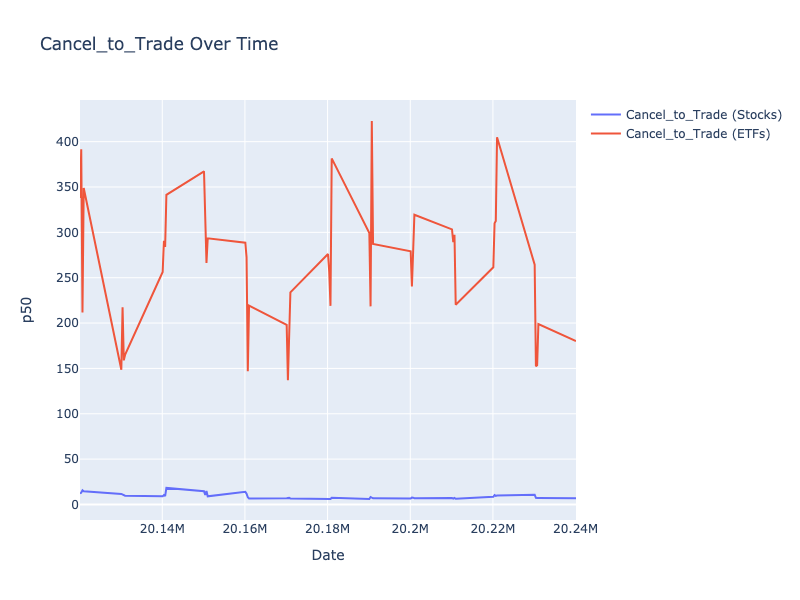 Cancel_to_Trade Over Time
Cancel_to_Trade (Stocks)
Cancel_to_Trade (ETFs)
400
350
300
250
200
150
100
50
0
p50
20.14M
20.16M
20.18M
20.2M
20.22M
20.24M
Date